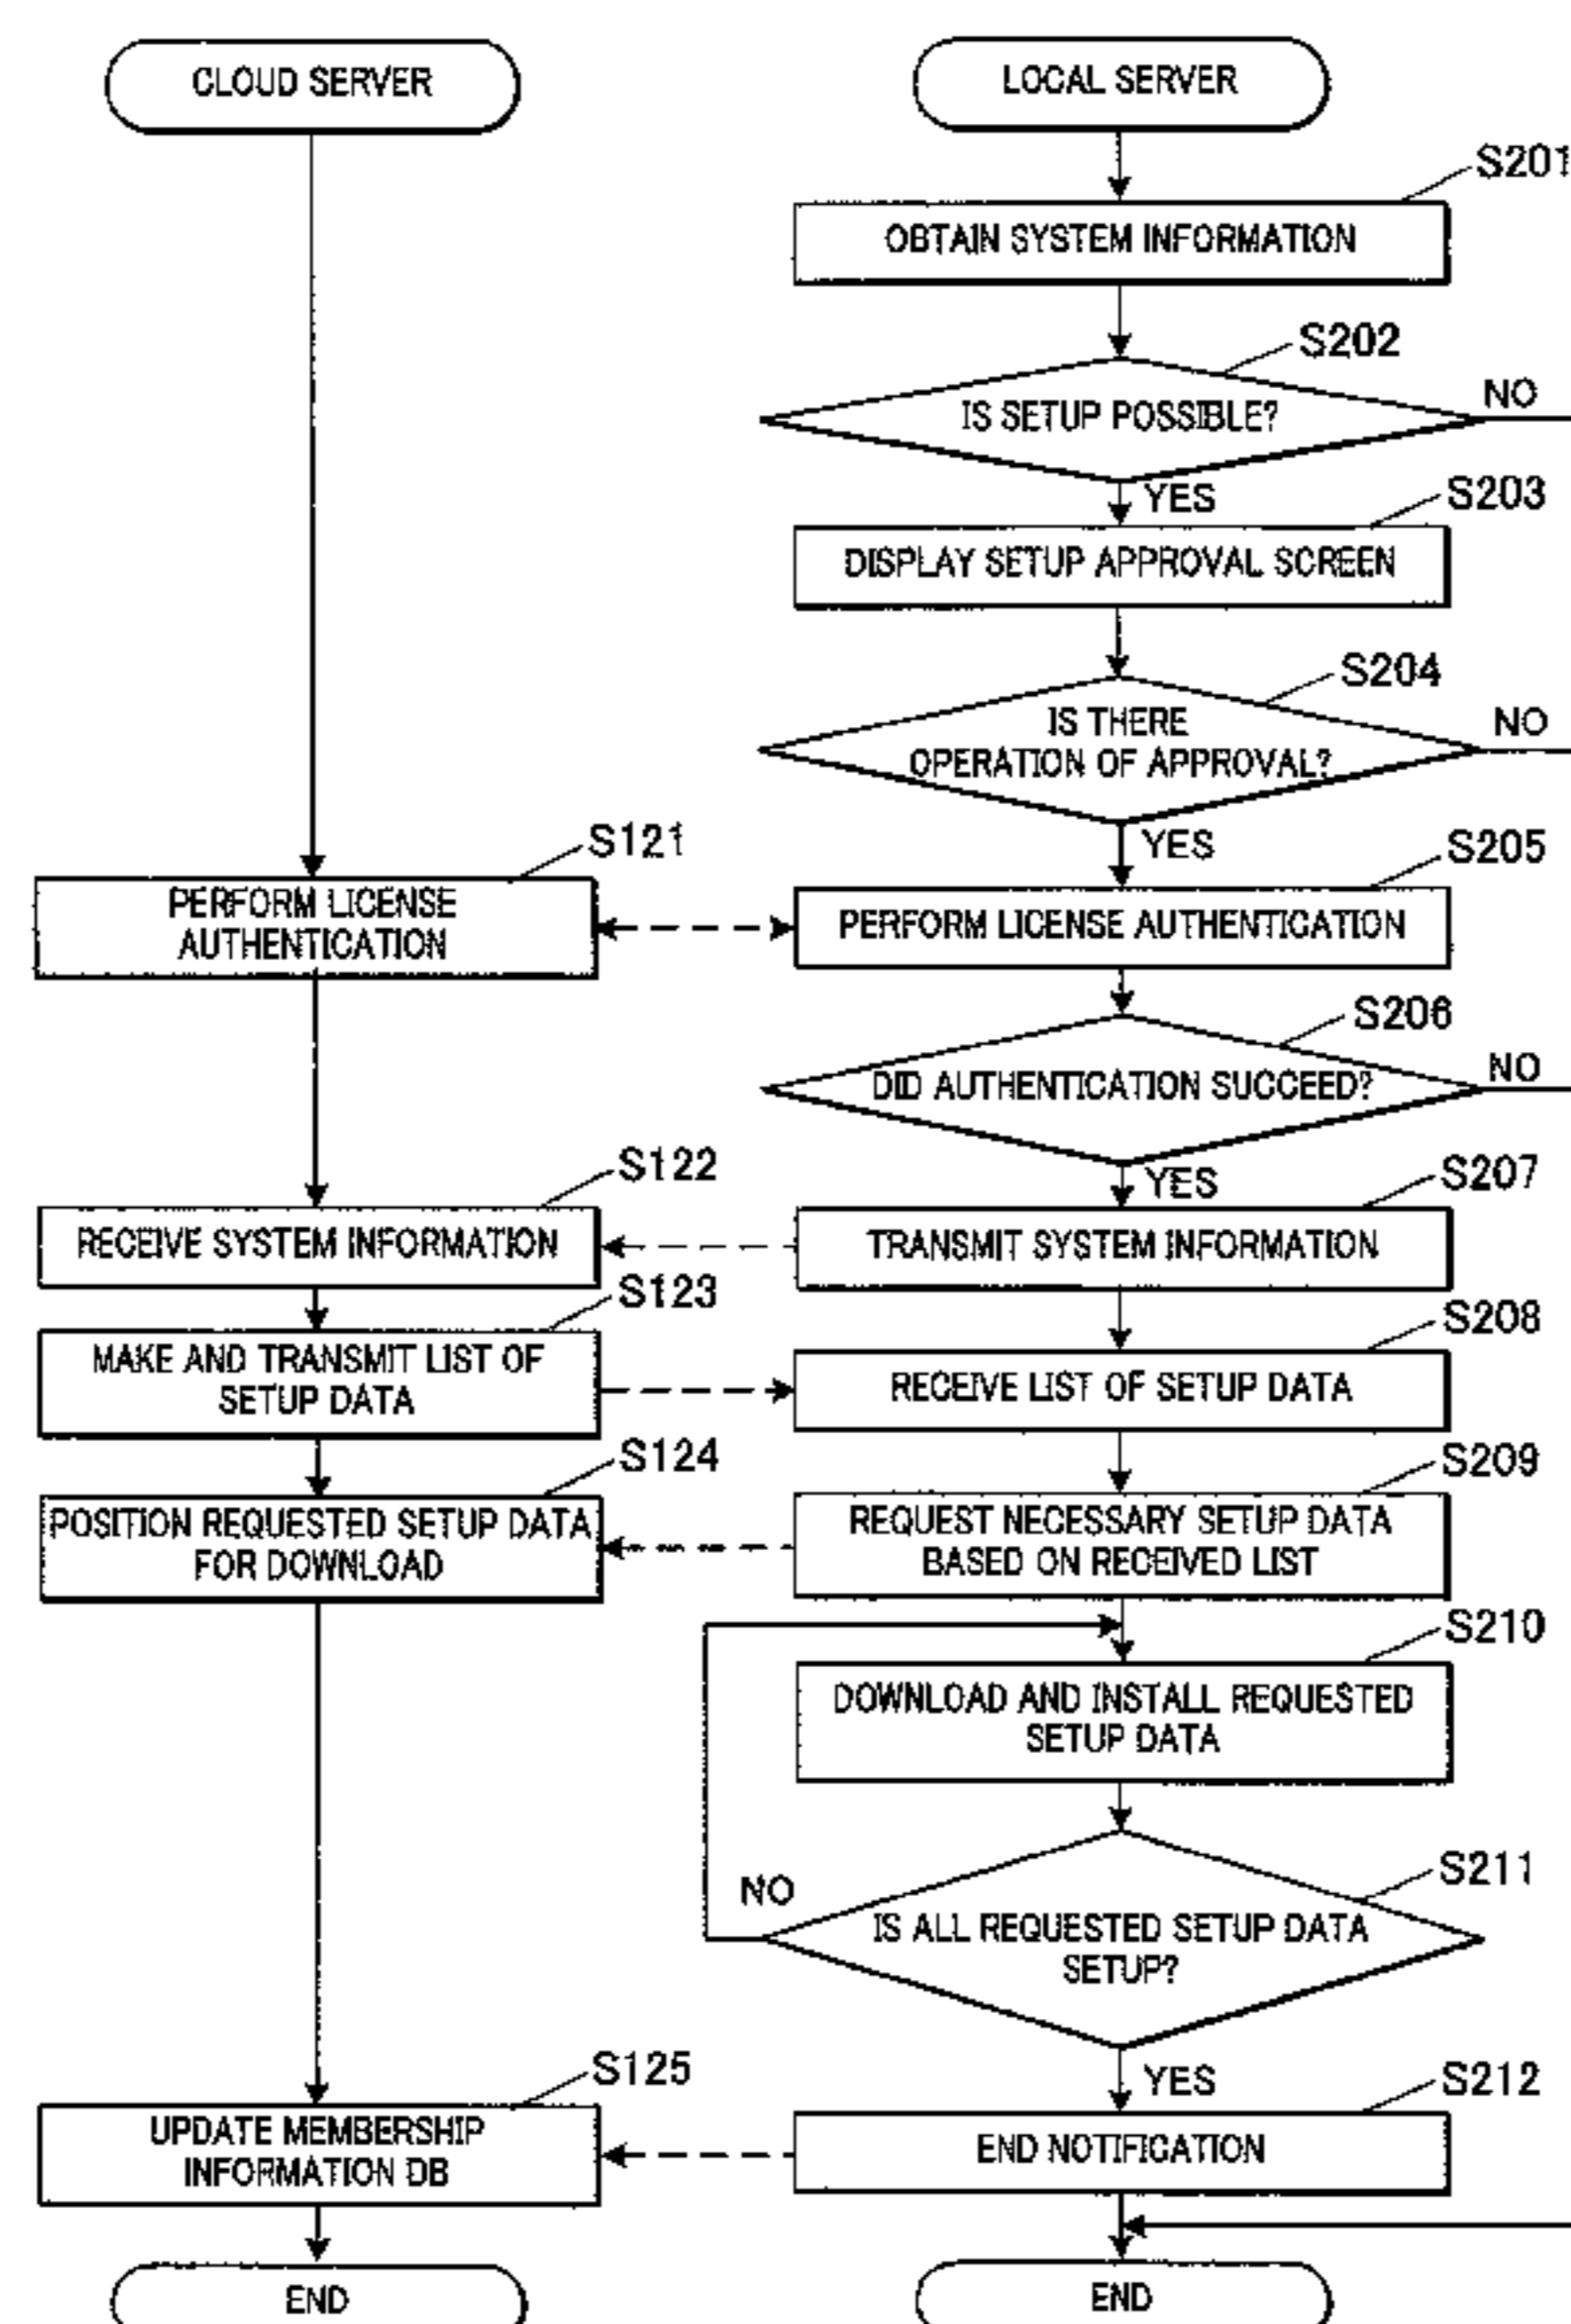 CLOUD SERVER
LOCAL SERVER
S201
OBTAIN SYSTEM INFORMATION
S202
IS SETUP POSSIBLE?
NO
YES
S203
DISPLAY SETUP APPROVAL SCREEN
S204
IS THERE
OPERATION OF APPROVAL?
NO
YES
S121
PERFORM LICENSE
AUTHENTICATION
S205
PERFORM LICENSE AUTHENTICATION
S206
DID AUTHENTICATION SUCCEED?
NO
YES
S122
RECEIVE SYSTEM INFORMATION
S207
TRANSMIT SYSTEM INFORMATION
S123
MAKE AND TRANSMIT LIST OF
SETUP DATA
S208
RECEIVE LIST OF SETUP DATA
S124
POSITION REQUESTED SETUP DATA
FOR DOWNLOAD
S209
REQUEST NECESSARY SETUP DATA
BASED ON RECEIVED LIST
S210
DOWNLOAD AND INSTALL REQUESTED
SETUP DATA
S211
NO
IS ALL REQUESTED SETUP DATA
SETUP?
YES
S125
UPDATE MEMBERSHIP
INFORMATION DB
S212
END NOTIFICATION
END
END